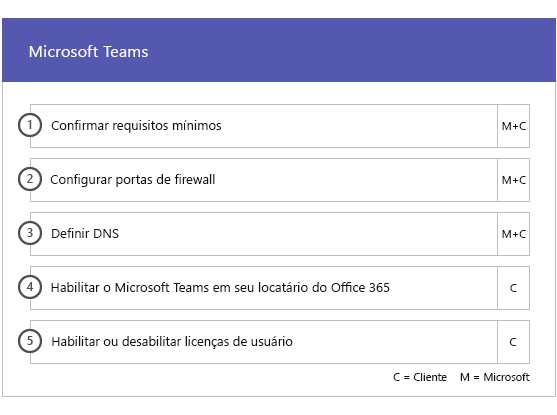 Microsoft Teams
1 Confirmar requisitos mínimos M+C
2 Configurar portas de firewall M+C
3 Definir DNS M+C
4 Habilitar o Microsoft Teams em seu locatário do Office 365 C
5 Habilitar ou desabilitar licenças de usuário C
C = Cliente M = Microsoft